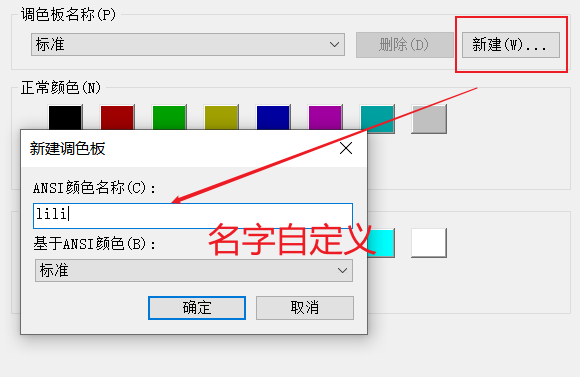 调色板名称(P)
标准
删除(D)
新建(W)...
正常颜色(N)
新建调色板
ANSI颜色名称(C):
lili
名字自定义
基于ANSI颜色(B):
标准
确定
取消